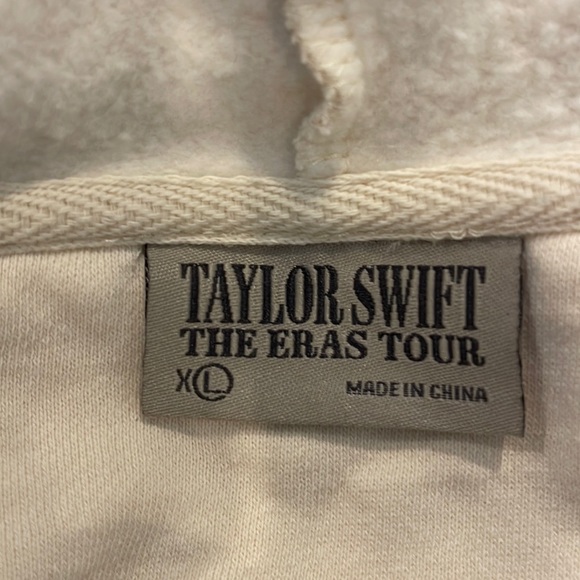 TAYLOR SWIFT
THE ERAS TOUR
XL MADE IN CHINA